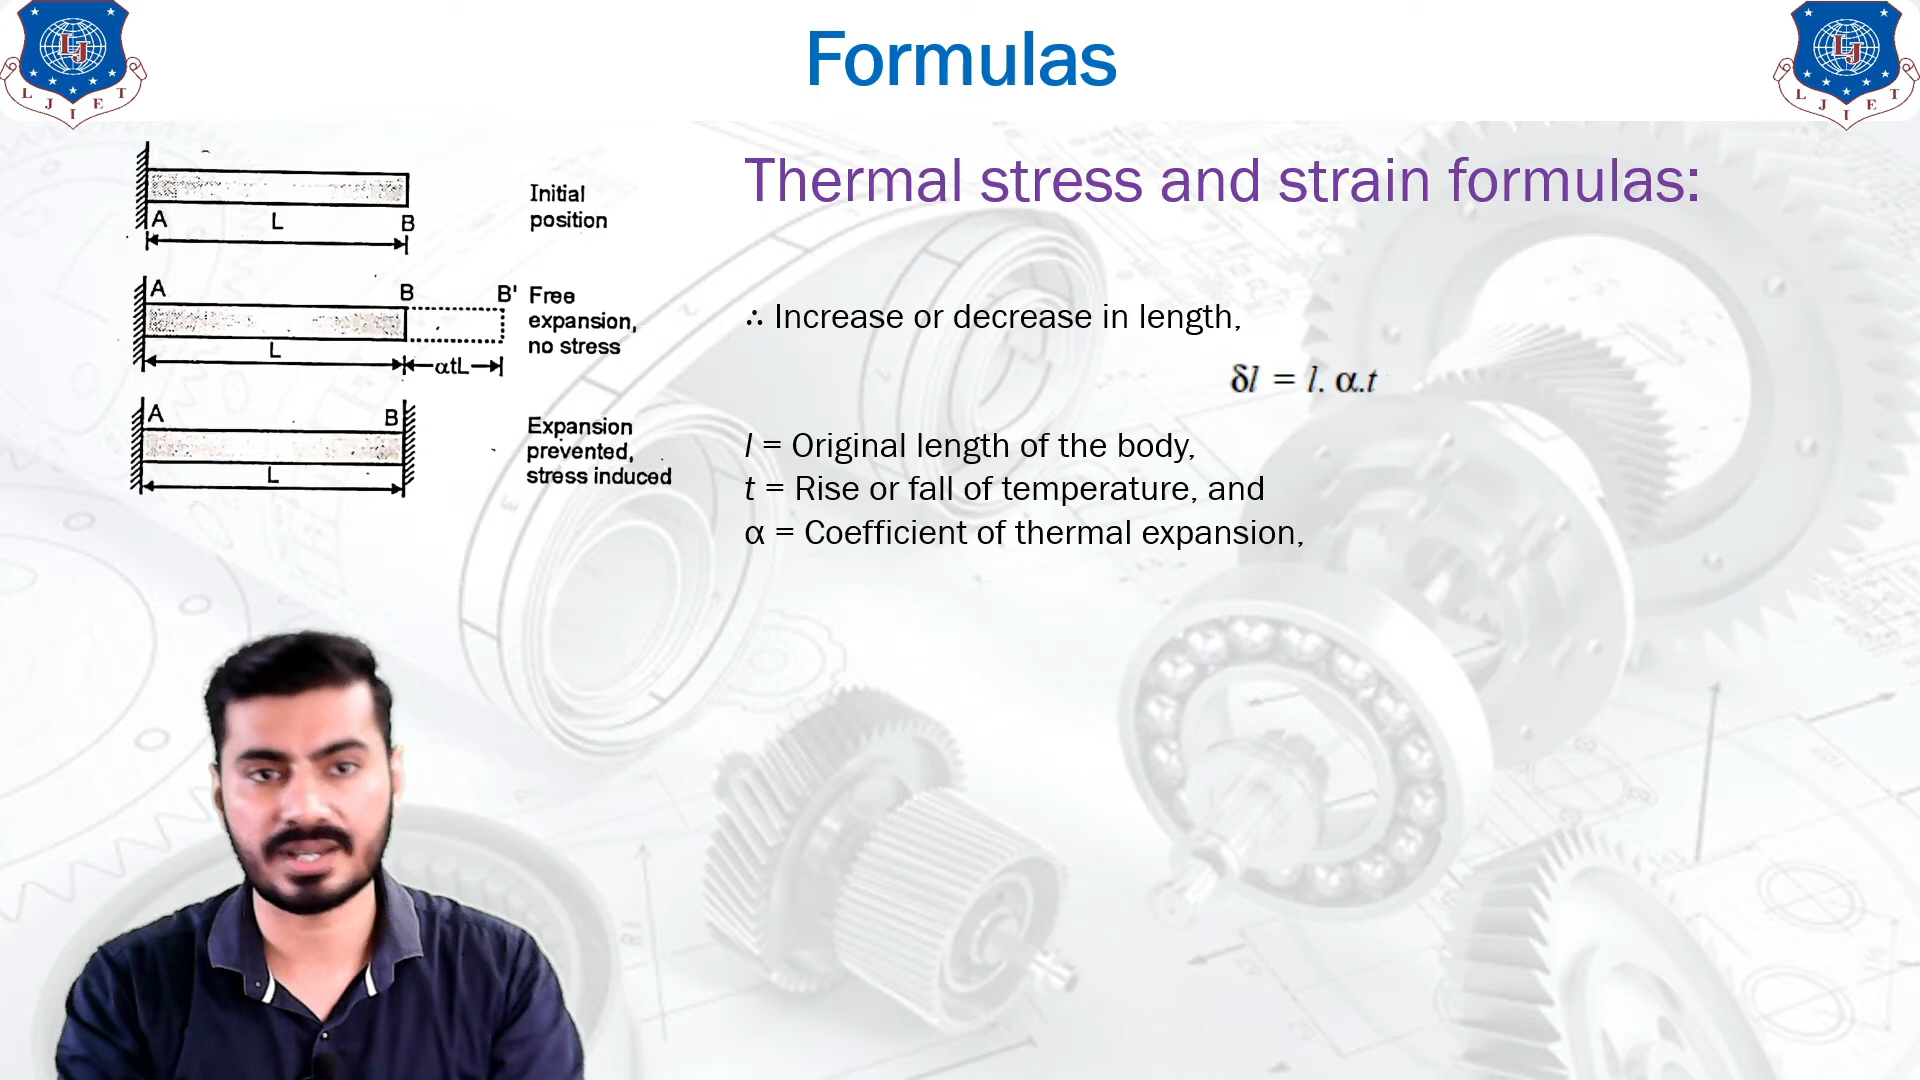 Formulas
L J I E T
L J I E T
LJ
LJ
Thermal stress and strain formulas:
A L B
Initial
position
A B B'
Free
expansion,
no stress
L αtL
A B
Expansion
prevented,
stress induced
L
∴ Increase or decrease in length,
δl = l. α.t
l = Original length of the body,
t = Rise or fall of temperature, and
α = Coefficient of thermal expansion,